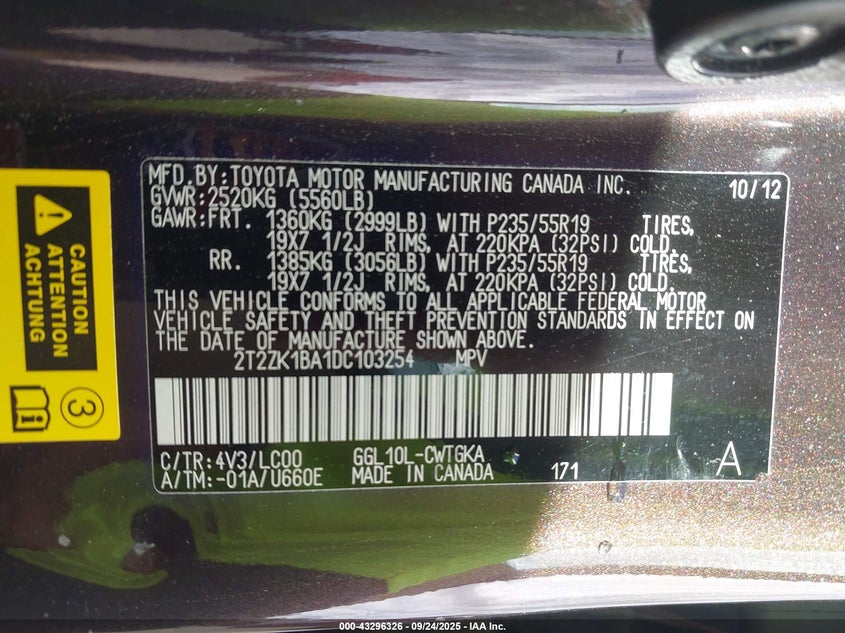 MFD.BY:TOYOTA MOTOR MANUFACTURING CANADA INC. 10/12
GVWR:2520KG (5560LB)
GAWR:FRT. 1360KG (2999LB) WITH P235/55R19 TIRES,
19X7 1/2J RIMS, AT 220KPA (32PSI) COLD.
RR. 1385KG (3056LB) WITH P235/55R19 TIRES,
19X7 1/2J RIMS, AT 220KPA (32PSI) COLD.
THIS VEHICLE CONFORMS TO ALL APPLICABLE FEDERAL MOTOR
VEHICLE SAFETY AND THEFT PREVENTION STANDARDS IN EFFECT ON
THE DATE OF MANUFACTURE SHOWN ABOVE.
2T2ZK1BA1DC103254 MPV
C/TR:4V3/LC00 GGL10L-CWTGKA
A/TM:-01A/U660E MADE IN CANADA 171 A
CAUTION
ATTENTION
ACHTUNG
3
000-43296326 - 09/24/2025 - IAA Inc.